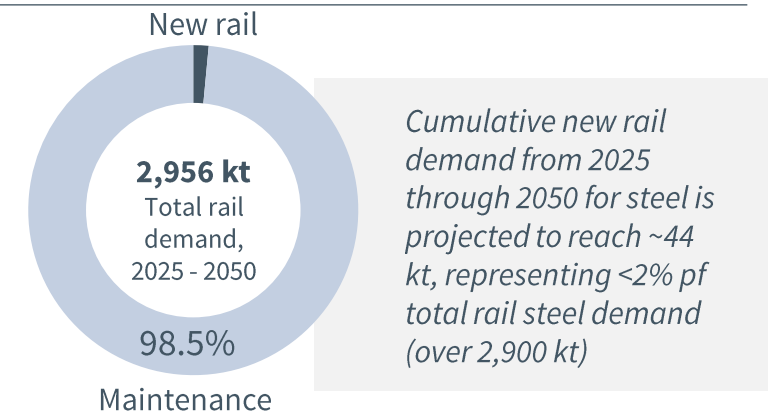 New rail
2,956 kt
Total rail
demand,
2025 - 2050
98.5%
Maintenance
Cumulative new rail
demand from 2025
through 2050 for steel is
projected to reach ~44
kt, representing <2% pf
total rail steel demand
(over 2,900 kt)